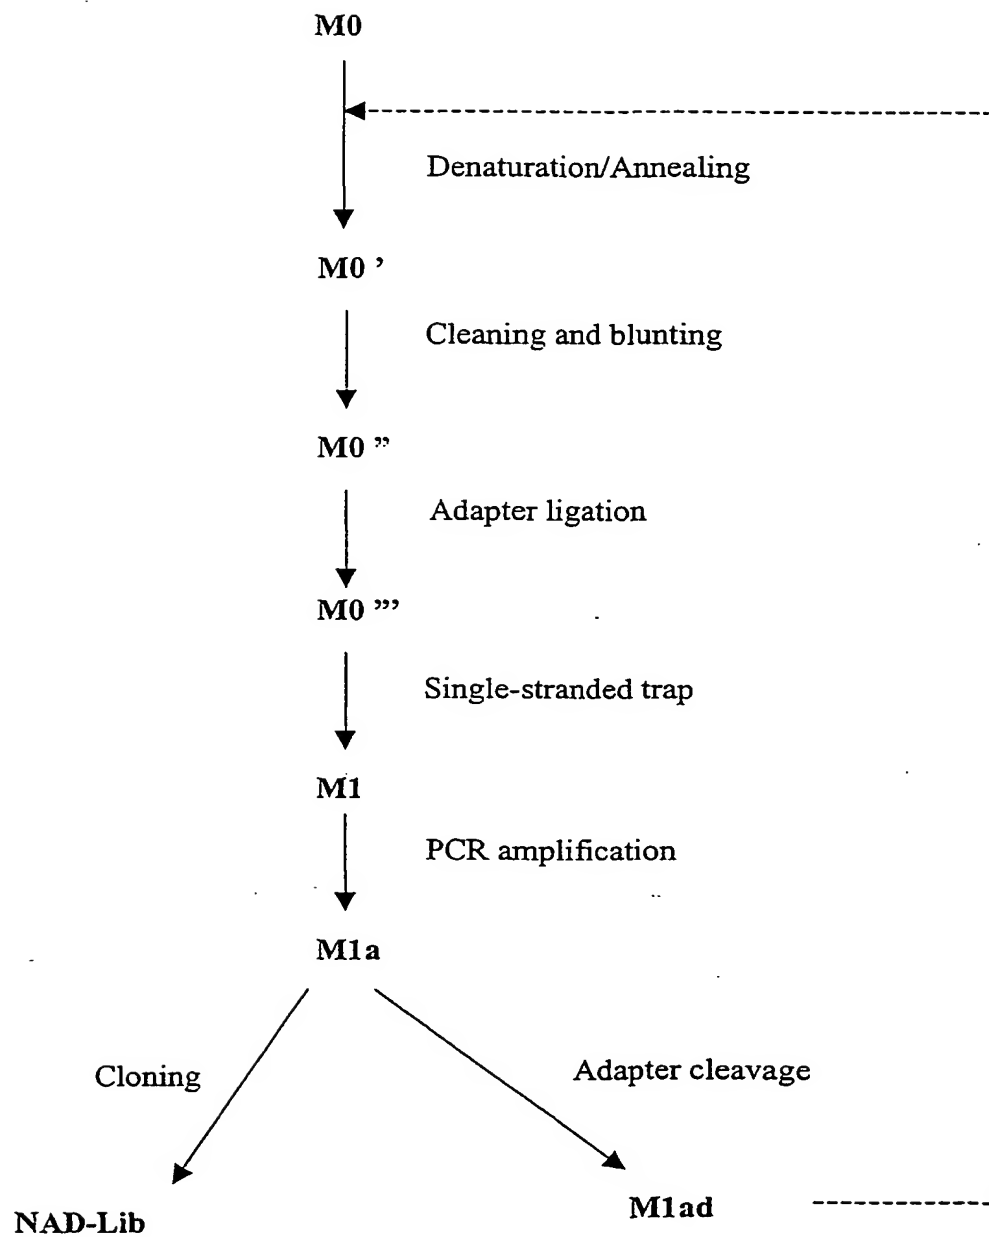 M0
Denaturation/Annealing
M0 ’
Cleaning and blunting
M0 ”
Adapter ligation
M0 ”’
Single-stranded trap
M1
PCR amplification
M1a
Cloning
Adapter cleavage
M1ad
NAD-Lib